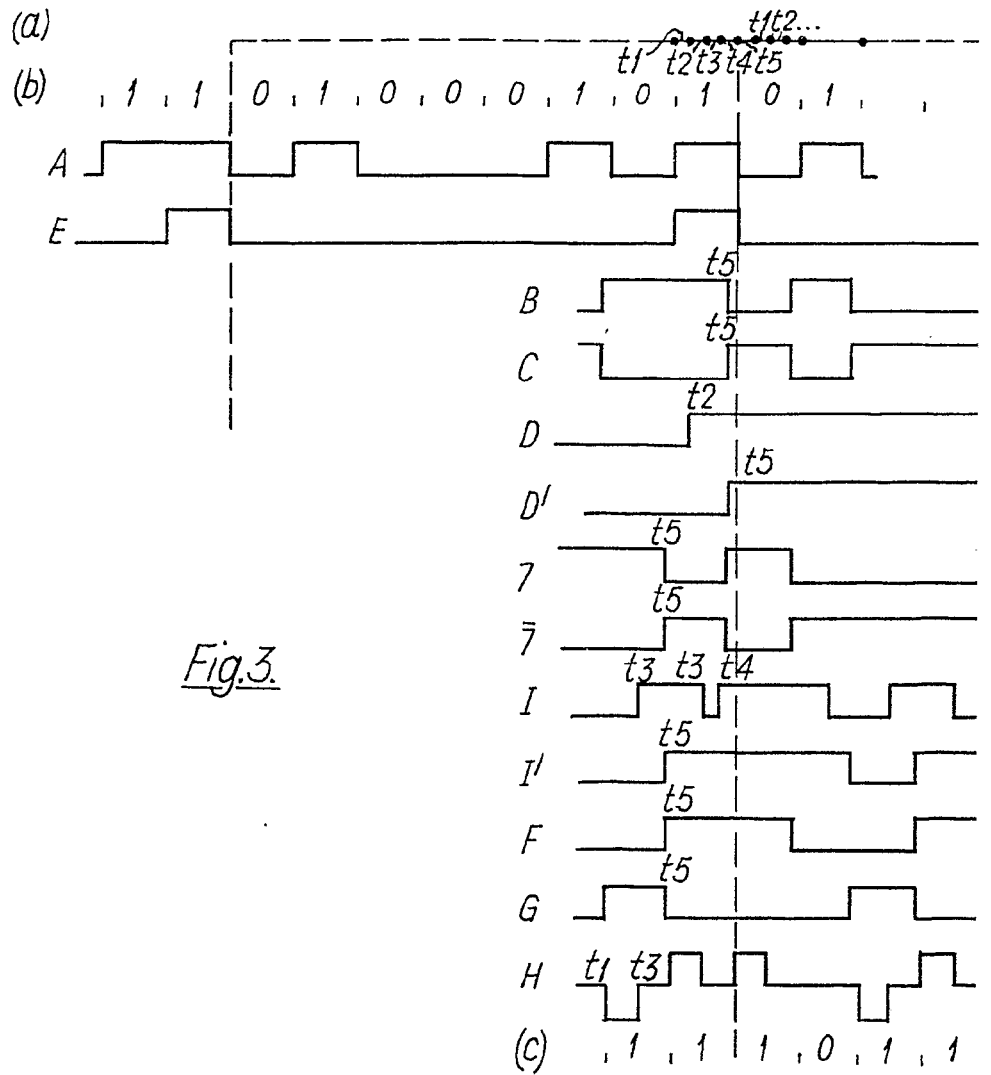 (a)
t1t2...
t1 t2 t3 t4 t5
(b) 1 1 0 1 0 0 0 1 0 1 0 1
A
E
t5
B
t5
C
t2
D
t5
D'
t5
7
t5
7̄
t3 t3 t4
I
t5
I'
t5
F
t5
G
t1 t3
H
(c) 1 1 1 0 1 1
Fig.3.